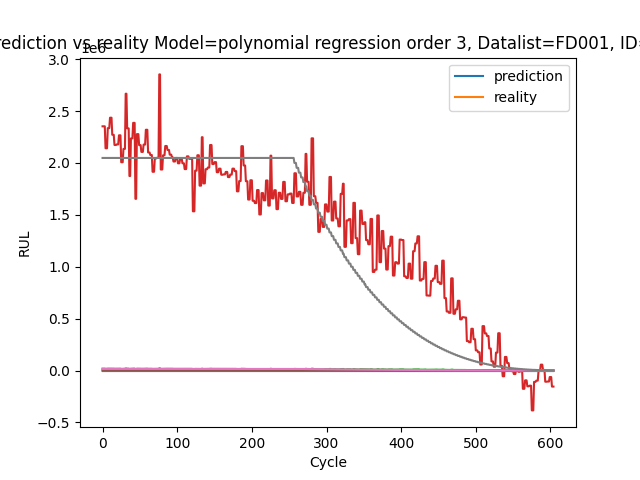 rediction vs reality Model=polynomial regression order 3, Datalist=FD001, ID=
1e6
3.0
2.5
2.0
1.5
1.0
0.5
0.0
−0.5
RUL
prediction
reality
0 100 200 300 400 500 600
Cycle